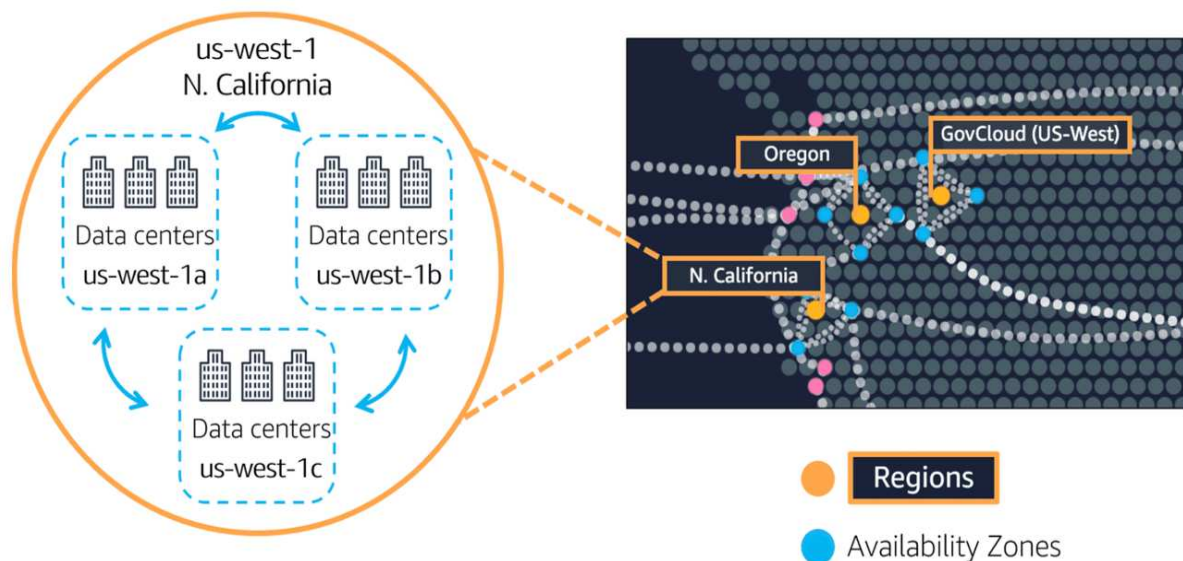 us-west-1
N. California
Data centers
us-west-1a
Data centers
us-west-1b
Data centers
us-west-1c
GovCloud (US-West)
Oregon
N. California
Regions
Availability Zones